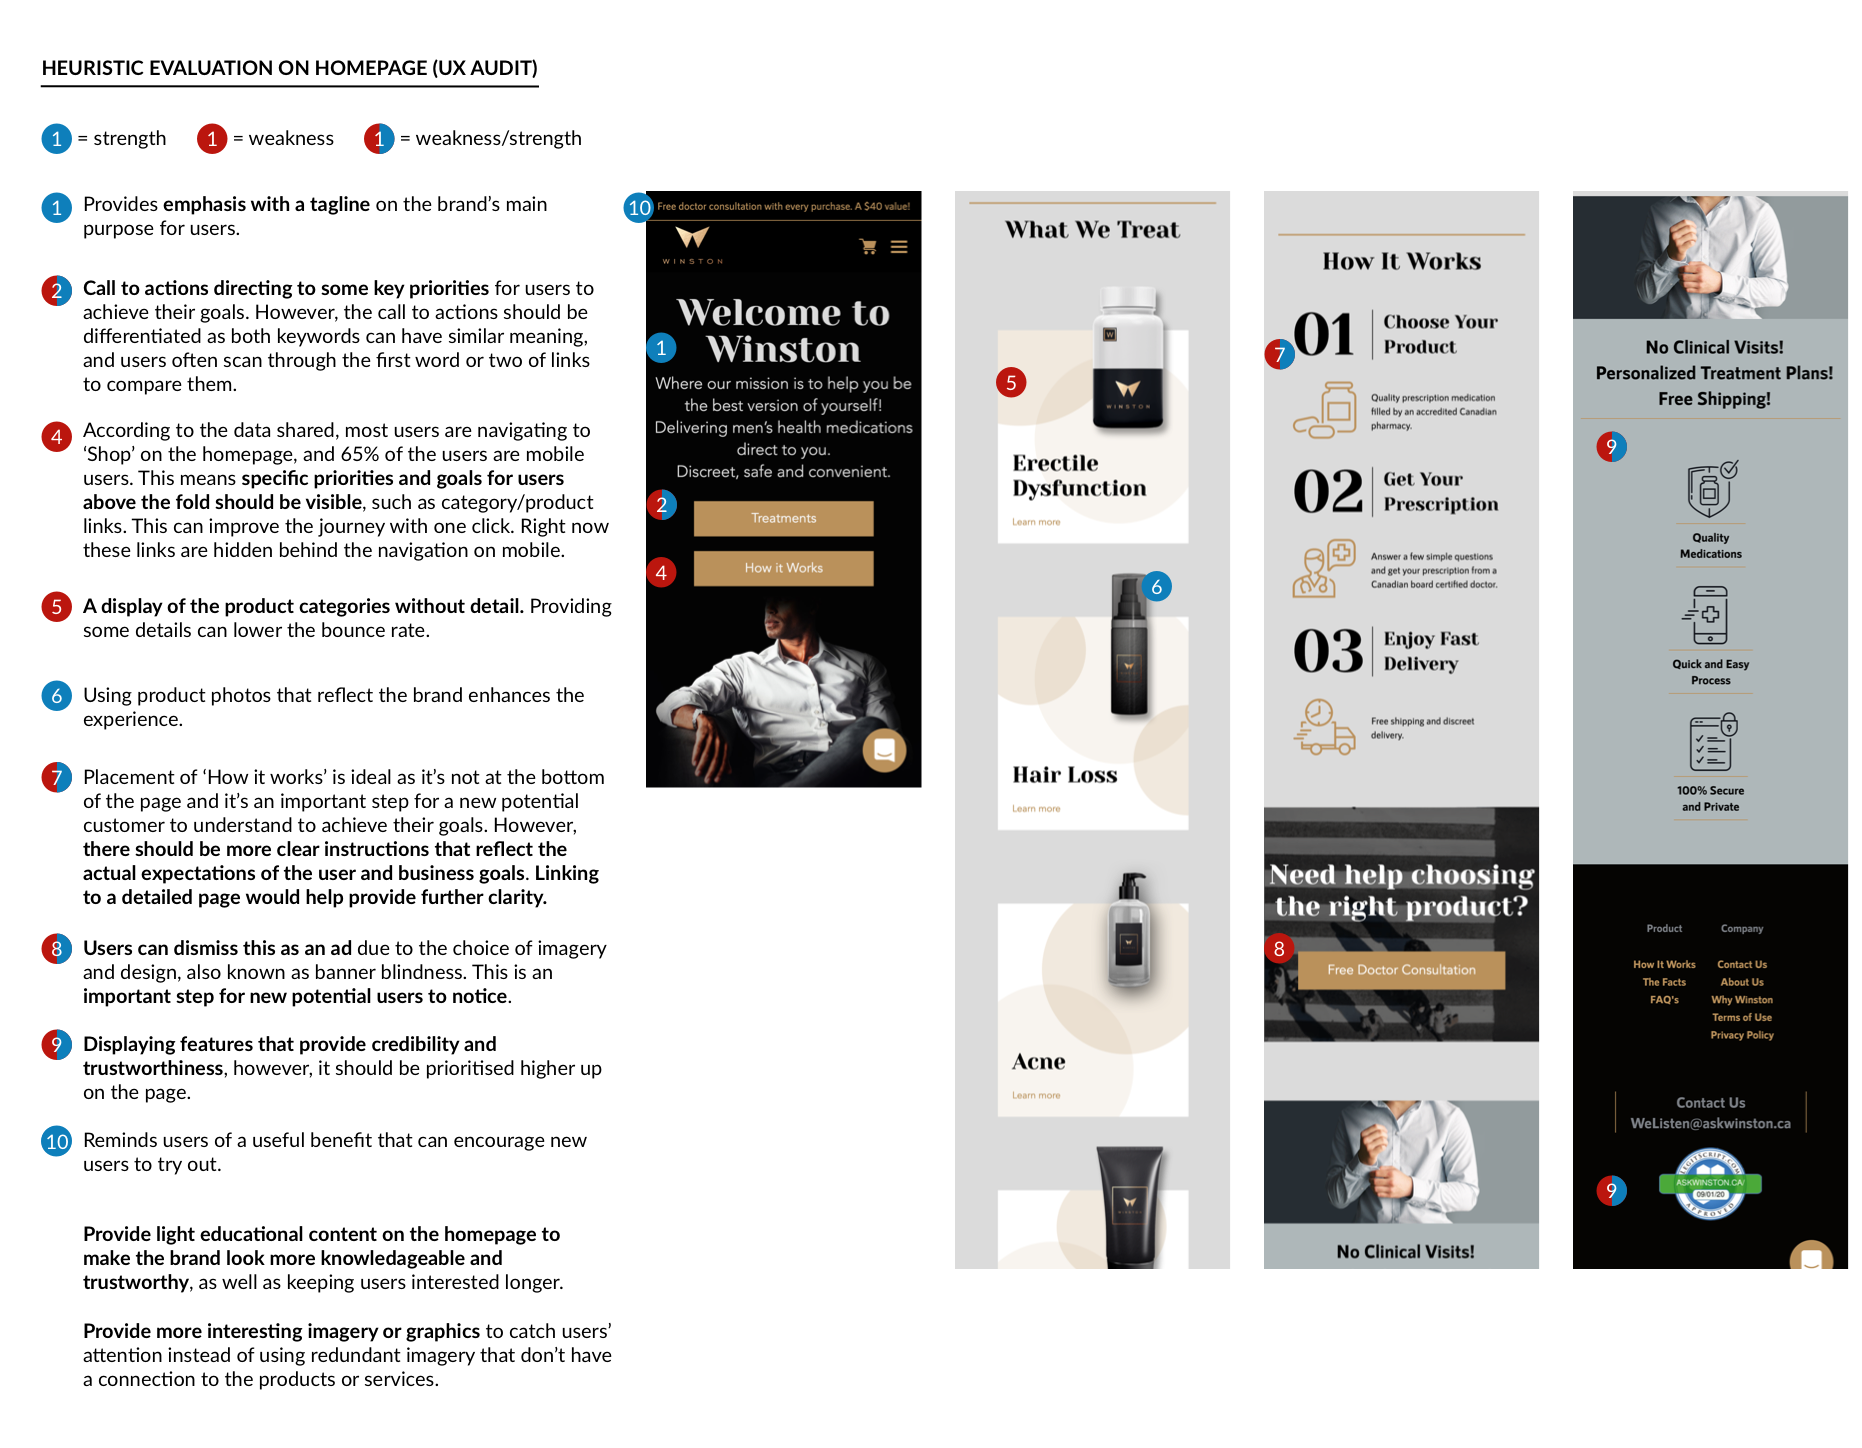 HEURISTIC EVALUATION ON HOMEPAGE (UX AUDIT)
1 = strength
1 = weakness
1 = weakness/strength
1 Provides emphasis with a tagline on the brand's main
purpose for users.
2 Call to actions directing to some key priorities for users to
achieve their goals. However, the call to actions should be
differentiated as both keywords can have similar meaning,
and users often scan through the first word or two of links
to compare them.
4 According to the data shared, most users are navigating to
'Shop' on the homepage, and 65% of the users are mobile
users. This means specific priorities and goals for users
above the fold should be visible, such as category/product
links. This can improve the journey with one click. Right now
these links are hidden behind the navigation on mobile.
5 A display of the product categories without detail. Providing
some details can lower the bounce rate.
6 Using product photos that reflect the brand enhances the
experience.
7 Placement of 'How it works' is ideal as it's not at the bottom
of the page and it's an important step for a new potential
customer to understand to achieve their goals. However,
there should be more clear instructions that reflect the
actual expectations of the user and business goals. Linking
to a detailed page would help provide further clarity.
8 Users can dismiss this as an ad due to the choice of imagery
and design, also known as banner blindness. This is an
important step for new potential users to notice.
9 Displaying features that provide credibility and
trustworthiness, however, it should be prioritised higher up
on the page.
10 Reminds users of a useful benefit that can encourage new
users to try out.
Provide light educational content on the homepage to
make the brand look more knowledageable and
trustworthy, as well as keeping users interested longer.
Provide more interesting imagery or graphics to catch users'
attention instead of using redundant imagery that don't have
a connection to the products or services.
10
Free doctor consultation with every purchase. A $40 value!
WINSTON
Welcome to
Winston
1
Where our mission is to help you be
the best version of yourself!
Delivering men's health medications
direct to you.
Discreet, safe and convenient.
2
Treatments
4
How it Works
What We Treat
W
WINSTON
5
Erectile
Dysfunction
Learn more
6
Hair Loss
Learn more
Acne
Learn more
WINSTON
How It Works
7
01
Choose Your
Product
Quality prescription medication
filled by an accredited Canadian
pharmacy.
02
Get Your
Prescription
Answer a few simple questions
and get your prescription from a
Canadian board certified doctor.
03
Enjoy Fast
Delivery
Free shipping and discreet
delivery.
Need help choosing
the right product?
8
Free Doctor Consultation
No Clinical Visits!
No Clinical Visits!
Personalized Treatment Plans!
Free Shipping!
9
Quality
Medications
Quick and Easy
Process
100% Secure
and Private
Product
How It Works
The Facts
FAQ's
Company
Contact Us
About Us
Why Winston
Terms of Use
Privacy Policy
Contact Us
WeListen@askwinston.ca
9
ASKWINSTON.CA/
09/01/20
APPROVED